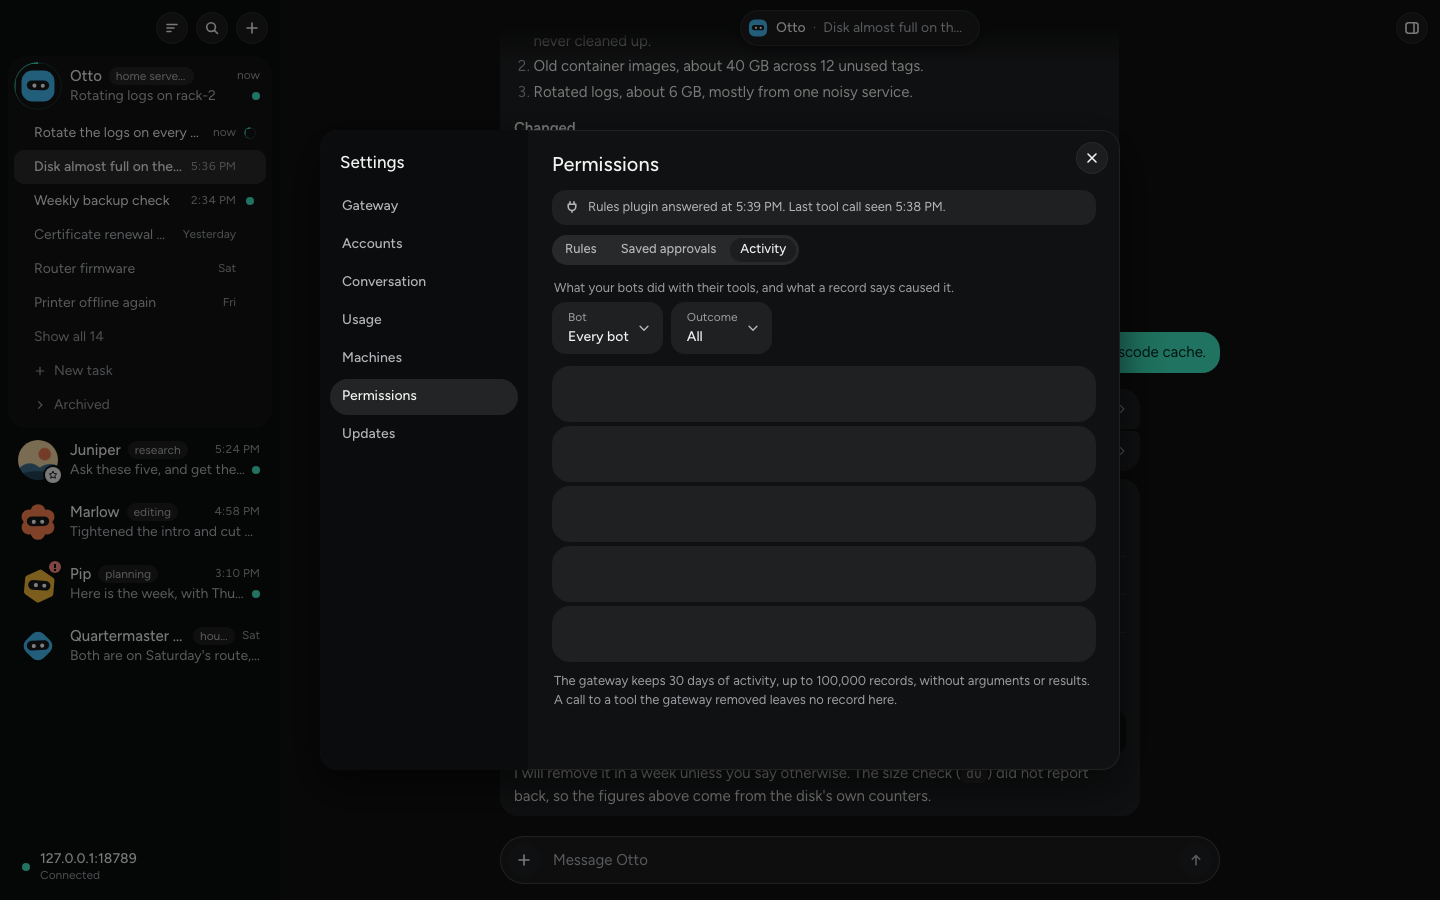 Otto · Disk almost full on th...
Otto home serve... now
Rotating logs on rack-2
Rotate the logs on every ... now
Disk almost full on the... 5:36 PM
Weekly backup check 2:34 PM
Certificate renewal ... Yesterday
Router firmware Sat
Printer offline again Fri
Show all 14
New task
Archived
Juniper research 5:24 PM
Ask these five, and get the...
Marlow editing 4:58 PM
Tightened the intro and cut ...
Pip planning 3:10 PM
Here is the week, with Thu...
Quartermaster ... hou... Sat
Both are on Saturday's route,...
127.0.0.1:18789
Connected
never cleaned up.
2. Old container images, about 40 GB across 12 unused tags.
3. Rotated logs, about 6 GB, mostly from one noisy service.
Changed
scode cache.
Settings
Gateway
Accounts
Conversation
Usage
Machines
Permissions
Updates
Permissions
Rules plugin answered at 5:39 PM. Last tool call seen 5:38 PM.
Rules Saved approvals Activity
What your bots did with their tools, and what a record says caused it.
Bot
Every bot
Outcome
All
The gateway keeps 30 days of activity, up to 100,000 records, without arguments or results.
A call to a tool the gateway removed leaves no record here.
I will remove it in a week unless you say otherwise. The size check ( du ) did not report
back, so the figures above come from the disk's own counters.
Message Otto